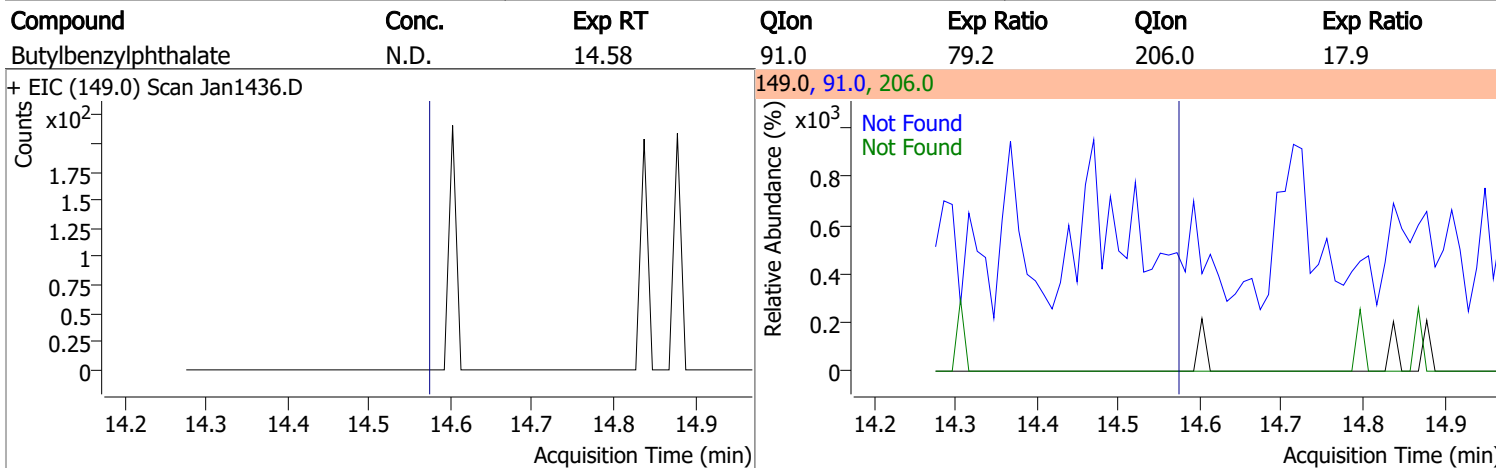 Compound Conc. Exp RT QIon Exp Ratio QIon Exp Ratio
Butylbenzylphthalate N.D. 14.58 91.0 79.2 206.0 17.9
+ EIC (149.0) Scan Jan1436.D
Counts
x10²
1.75
1.5
1.25
1
0.75
0.5
0.25
0
14.2 14.3 14.4 14.5 14.6 14.7 14.8 14.9
Acquisition Time (min)
149.0, 91.0, 206.0
Relative Abundance (%)
x10³
Not Found
Not Found
0.8
0.6
0.4
0.2
0
14.2 14.3 14.4 14.5 14.6 14.7 14.8 14.9
Acquisition Time (min)